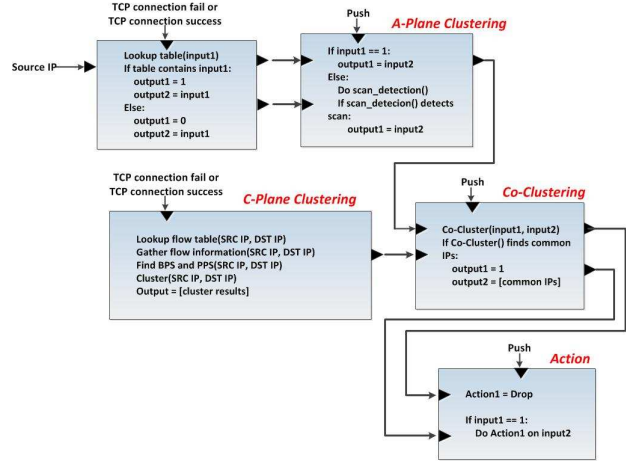 TCP connection fail or
TCP connection success
Source IP
Lookup table(input1)
If table contains input1:
output1 = 1
output2 = input1
Else:
output1 = 0
output2 = input1
Push
A-Plane Clustering
If input1 == 1:
output1 = input2
Else:
Do scan_detection()
If scan_detecion() detects
scan:
output1 = input2
TCP connection fail or
TCP connection success
C-Plane Clustering
Lookup flow table(SRC IP, DST IP)
Gather flow information(SRC IP, DST IP)
Find BPS and PPS(SRC IP, DST IP)
Cluster(SRC IP, DST IP)
Output = [cluster results]
Push
Co-Clustering
Co-Cluster(input1, input2)
If Co-Cluster() finds common
IPs:
output1 = 1
output2 = [common IPs]
Push
Action
Action1 = Drop
If input1 == 1:
Do Action1 on input2